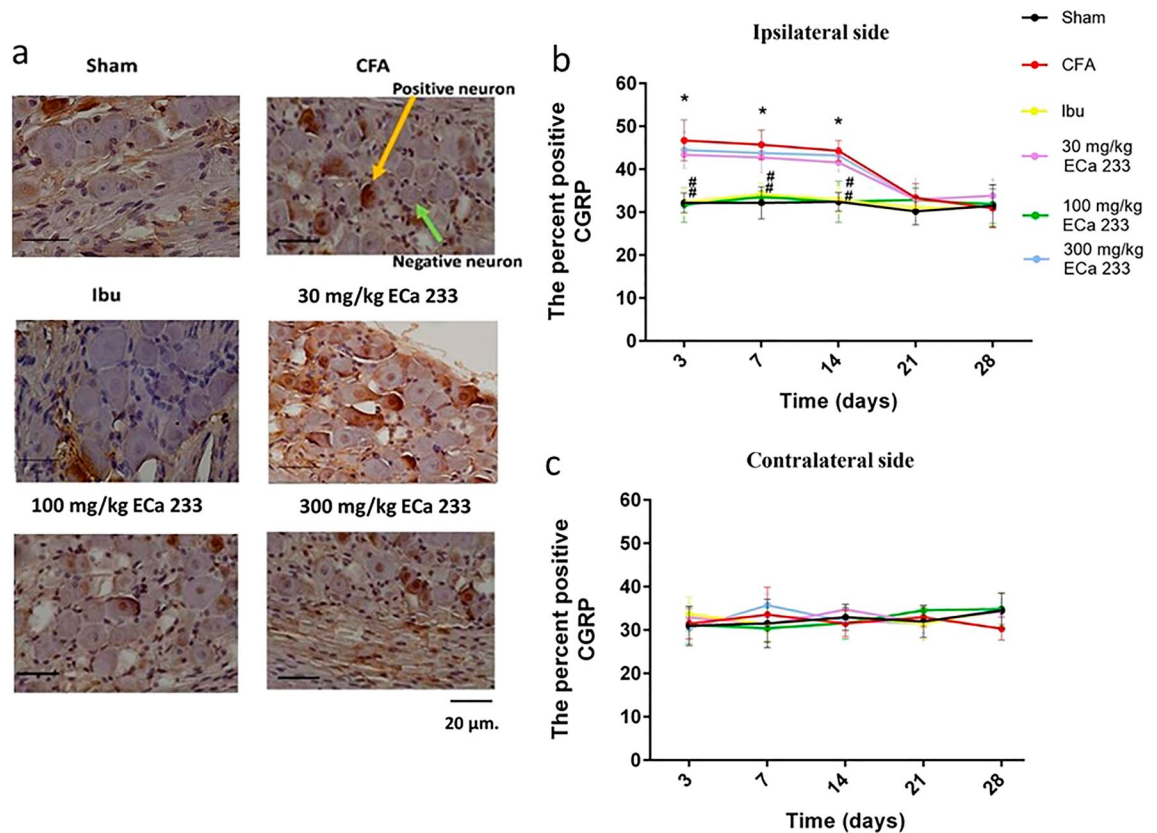 a
Sham
CFA
Positive neuron
Negative neuron
Ibu
30 mg/kg ECa 233
100 mg/kg ECa 233
300 mg/kg ECa 233
20 µm.
b
Ipsilateral side
The percent positive
CGRP
60
50
40
30
20
10
0
*
*
*
#
#
#
#
#
#
3
7
14
21
28
Time (days)
Sham
CFA
Ibu
30 mg/kg
ECa 233
100 mg/kg
ECa 233
300 mg/kg
ECa 233
c
Contralateral side
The percent positive
CGRP
60
50
40
30
20
10
0
3
7
14
21
28
Time (days)